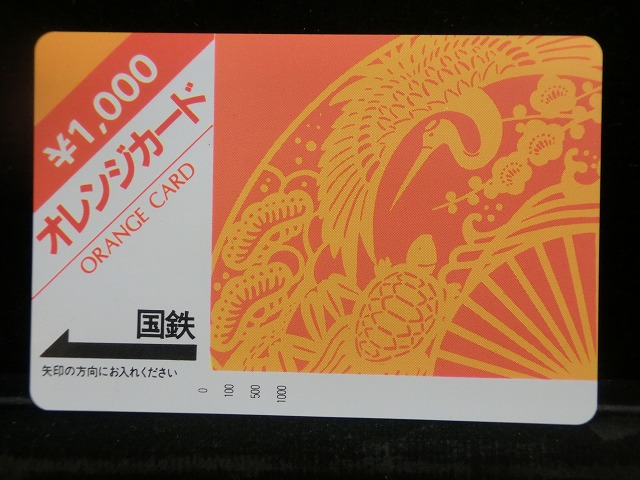 ¥1,000
オレンジカード
ORANGE CARD
国鉄
矢印の方向にお入れください
0 100 500 1000